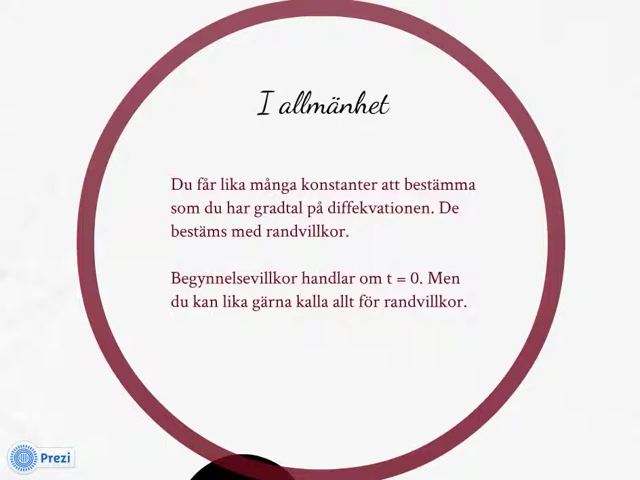 I allmänhet
Du får lika många konstanter att bestämma
som du har gradtal på diffekvationen. De
bestäms med randvillkor.
Begynnelsevillkor handlar om t = 0. Men
du kan lika gärna kalla allt för randvillkor.
Prezi